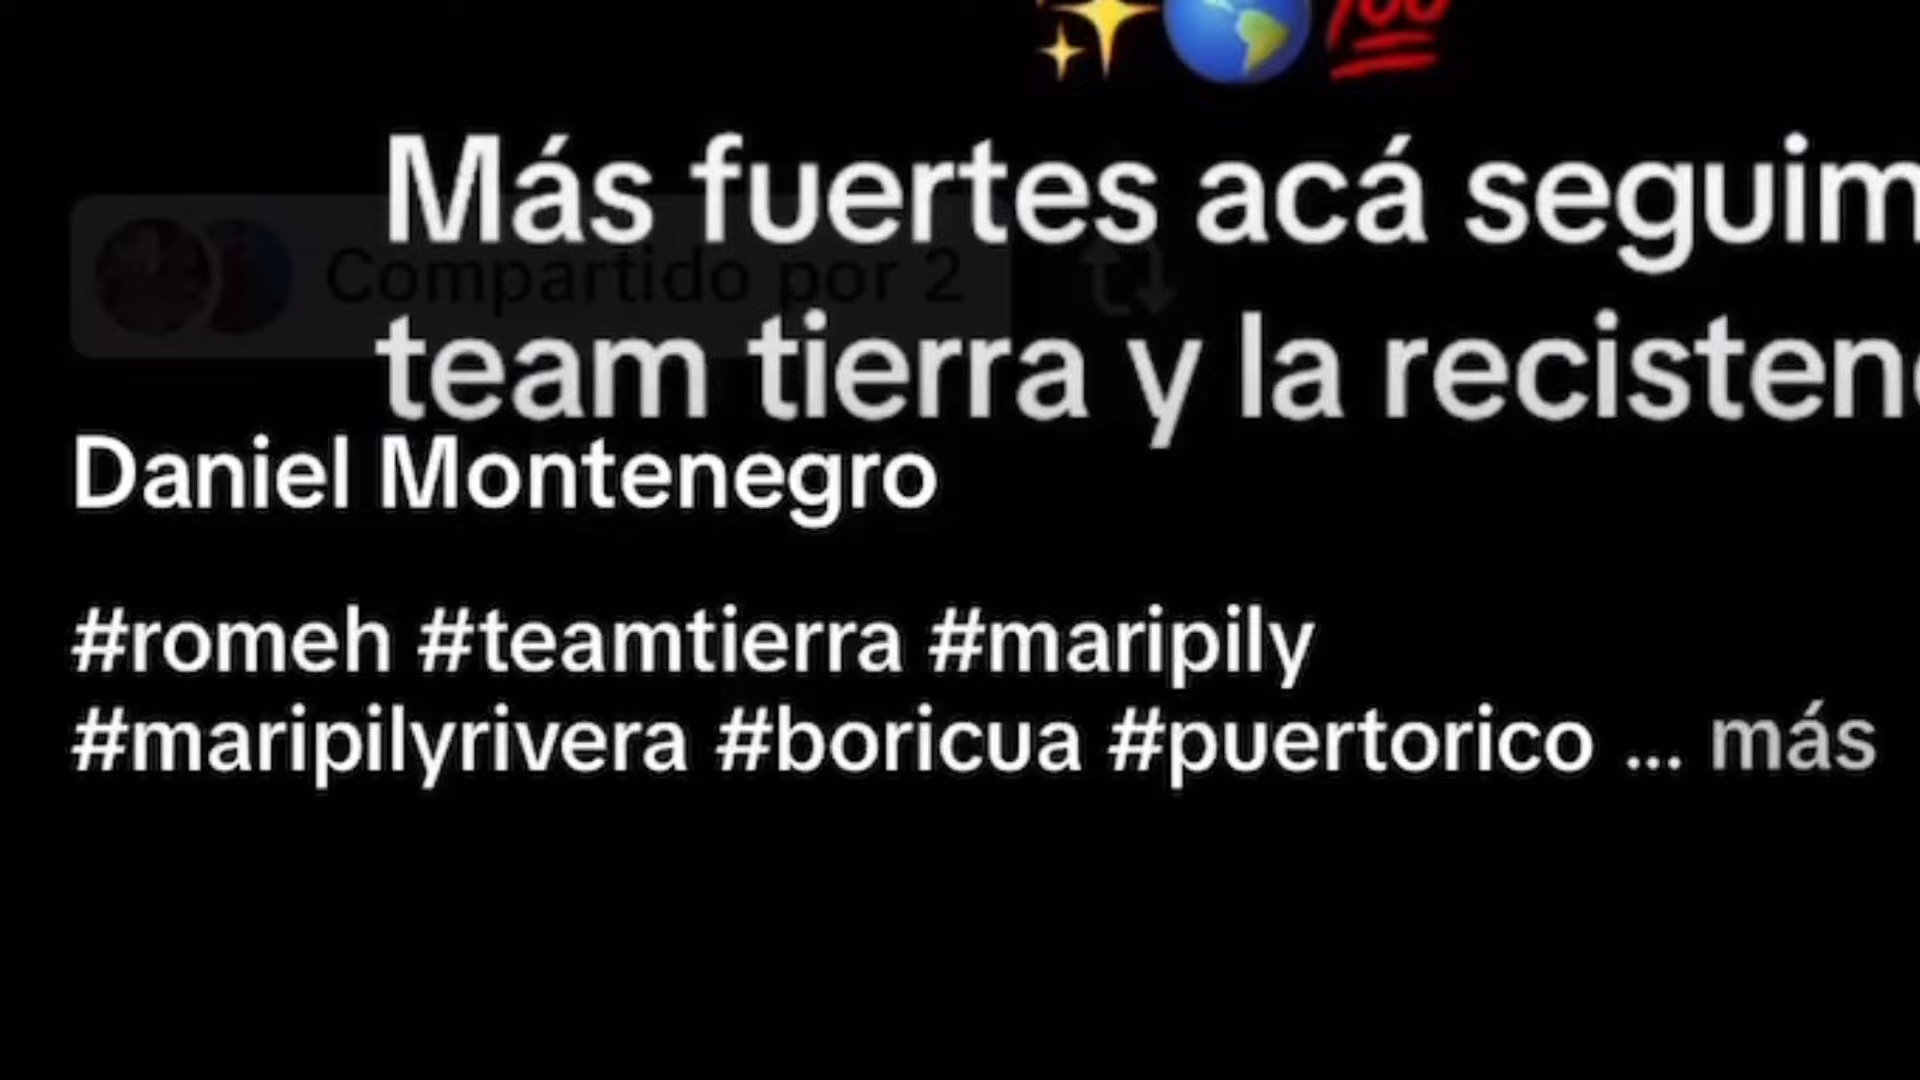 Más fuertes acá seguim
Compartido por 2
team tierra y la recisten
Daniel Montenegro
#romeh #teamtierra #maripily
#maripilyrivera #boricua #puertorico ... más